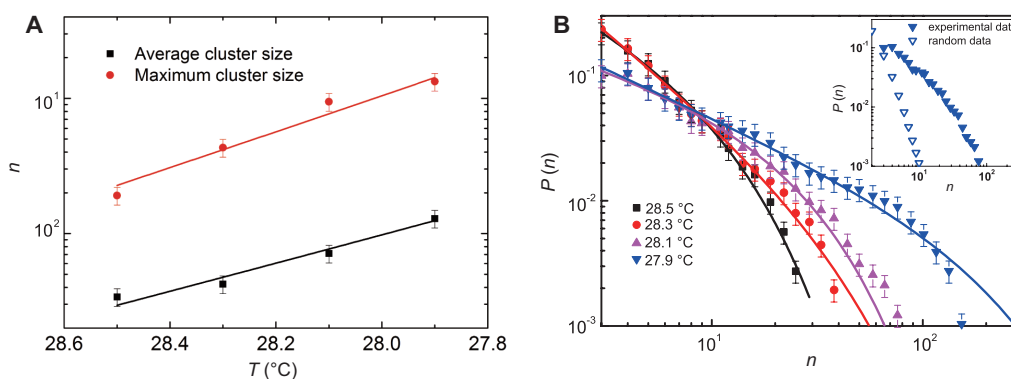 A
Average cluster size
Maximum cluster size
10¹
10²
n
28.6 28.4 28.2 28.0 27.8
T (°C)
B
10⁻¹
10⁻²
10⁻³
P (n)
28.5 °C
28.3 °C
28.1 °C
27.9 °C
10¹ 10²
n
experimental data
random data
10⁻¹
10⁻²
10⁻³
P (n)
10¹ 10²
n